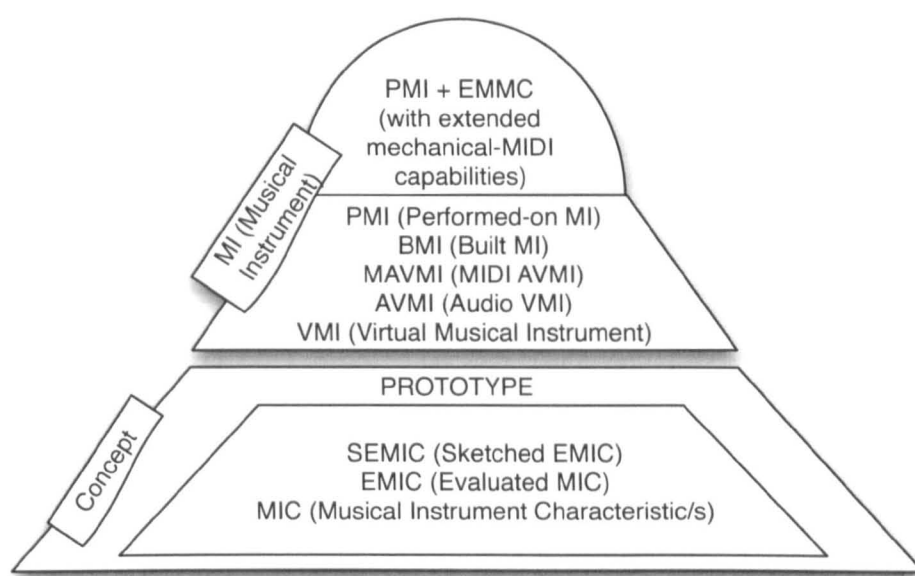 PMI + EMMC
(with extended
mechanical-MIDI
capabilities)
MI (Musical
Instrument)
PMI (Performed-on MI)
BMI (Built MI)
MAVMI (MIDI AVMI)
AVMI (Audio VMI)
VMI (Virtual Musical Instrument)
PROTOTYPE
Concept
SEMIC (Sketched EMIC)
EMIC (Evaluated MIC)
MIC (Musical Instrument Characteristic/s)